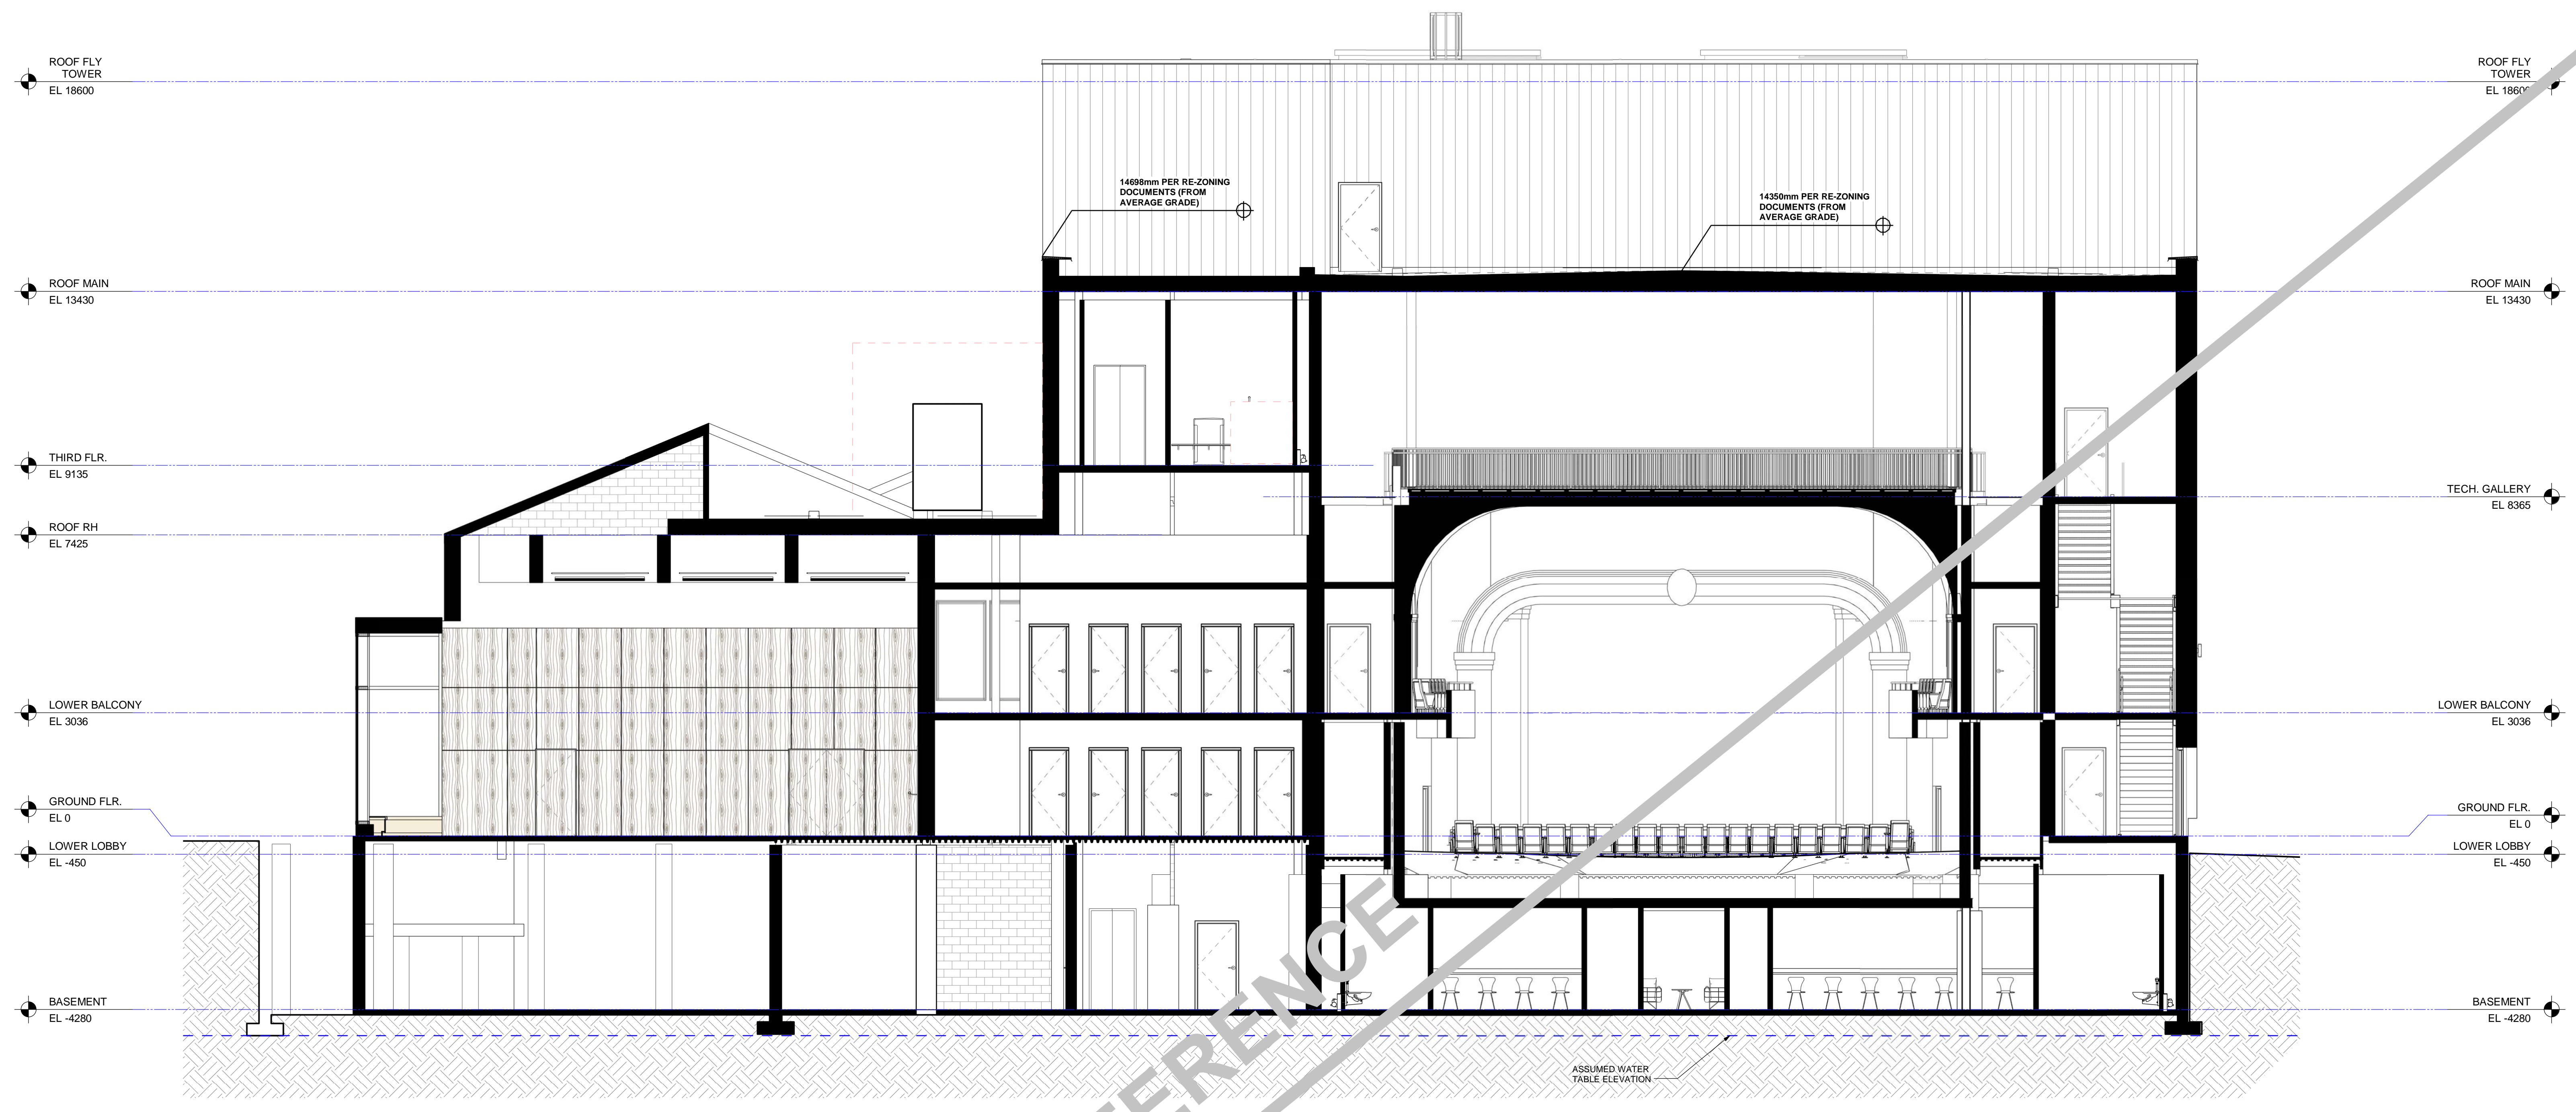 ROOF FLY
TOWER
EL 18600
ROOF FLY
TOWER
EL 18600
14698mm PER RE-ZONING
DOCUMENTS (FROM
AVERAGE GRADE)
14350mm PER RE-ZONING
DOCUMENTS (FROM
AVERAGE GRADE)
ROOF MAIN
EL 13430
ROOF MAIN
EL 13430
THIRD FLR.
EL 9135
TECH. GALLERY
EL 8365
ROOF RH
EL 7425
LOWER BALCONY
EL 3036
LOWER BALCONY
EL 3036
GROUND FLR.
EL 0
GROUND FLR.
EL 0
LOWER LOBBY
EL -450
LOWER LOBBY
EL -450
BASEMENT
EL -4280
BASEMENT
EL -4280
ASSUMED WATER
TABLE ELEVATION